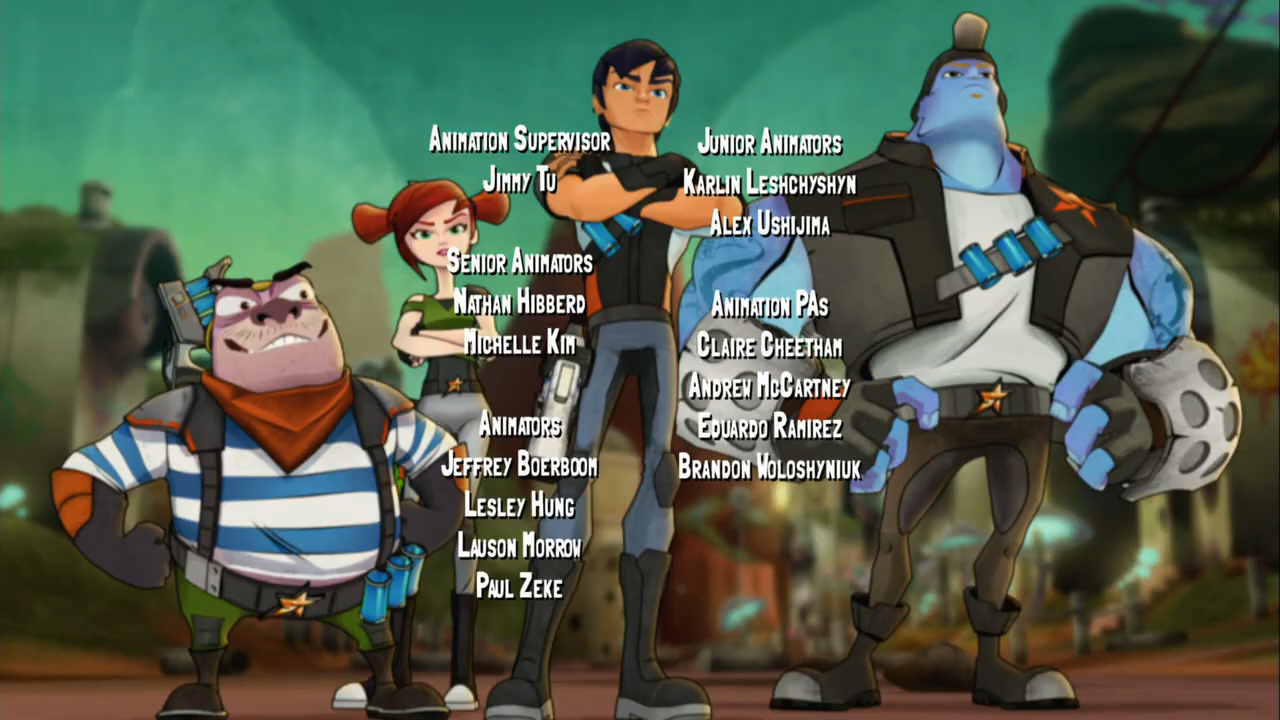 Animation Supervisor
Jimmy Tu
Senior Animators
Nathan Hibberd
Michelle Kim
Animators
Jeffrey Boerboom
Lesley Hung
Lauson Morrow
Paul Zeke
Junior Animators
Karlin Leshchyshyn
Alex Ushijima
Animation PAs
Claire Cheetham
Andrew McCartney
Eduardo Ramirez
Brandon Woloshyniuk